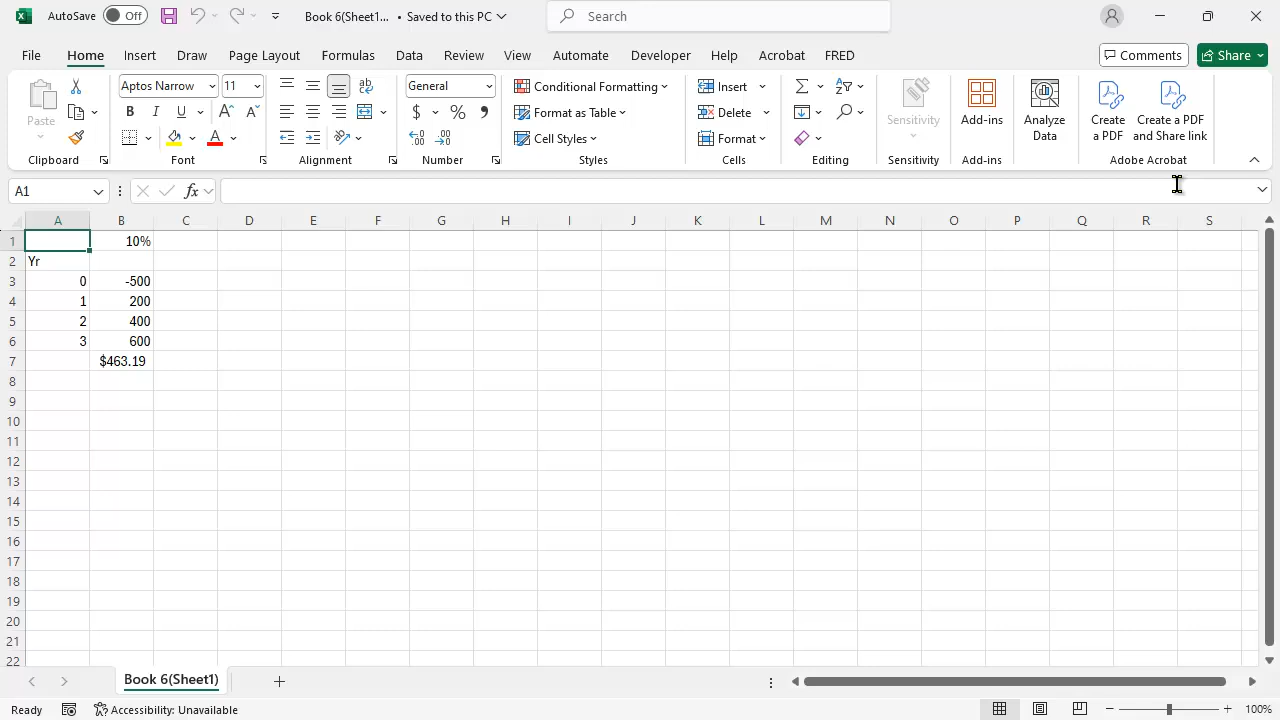 AutoSave Off Book 6(Sheet1... • Saved to this PC Search
File Home Insert Draw Page Layout Formulas Data Review View Automate Developer Help Acrobat FRED Comments Share
Paste
Clipboard
Aptos Narrow 11
B I U A A
A
Font
ab
Alignment
General
$ % ,
Number
Conditional Formatting
Format as Table
Cell Styles
Styles
Insert
Delete
Format
Cells
Editing
Sensitivity
Sensitivity
Add-ins
Add-ins
Analyze
Data
Create
a PDF
Create a PDF
and Share link
Adobe Acrobat
A1 fx
A B C D E F G H I J K L M N O P Q R S
1 10%
2 Yr
3 0 -500
4 1 200
5 2 400
6 3 600
7 $463.19
8
9
10
11
12
13
14
15
16
17
18
19
20
21
22
Book 6(Sheet1)
Ready Accessibility: Unavailable 100%